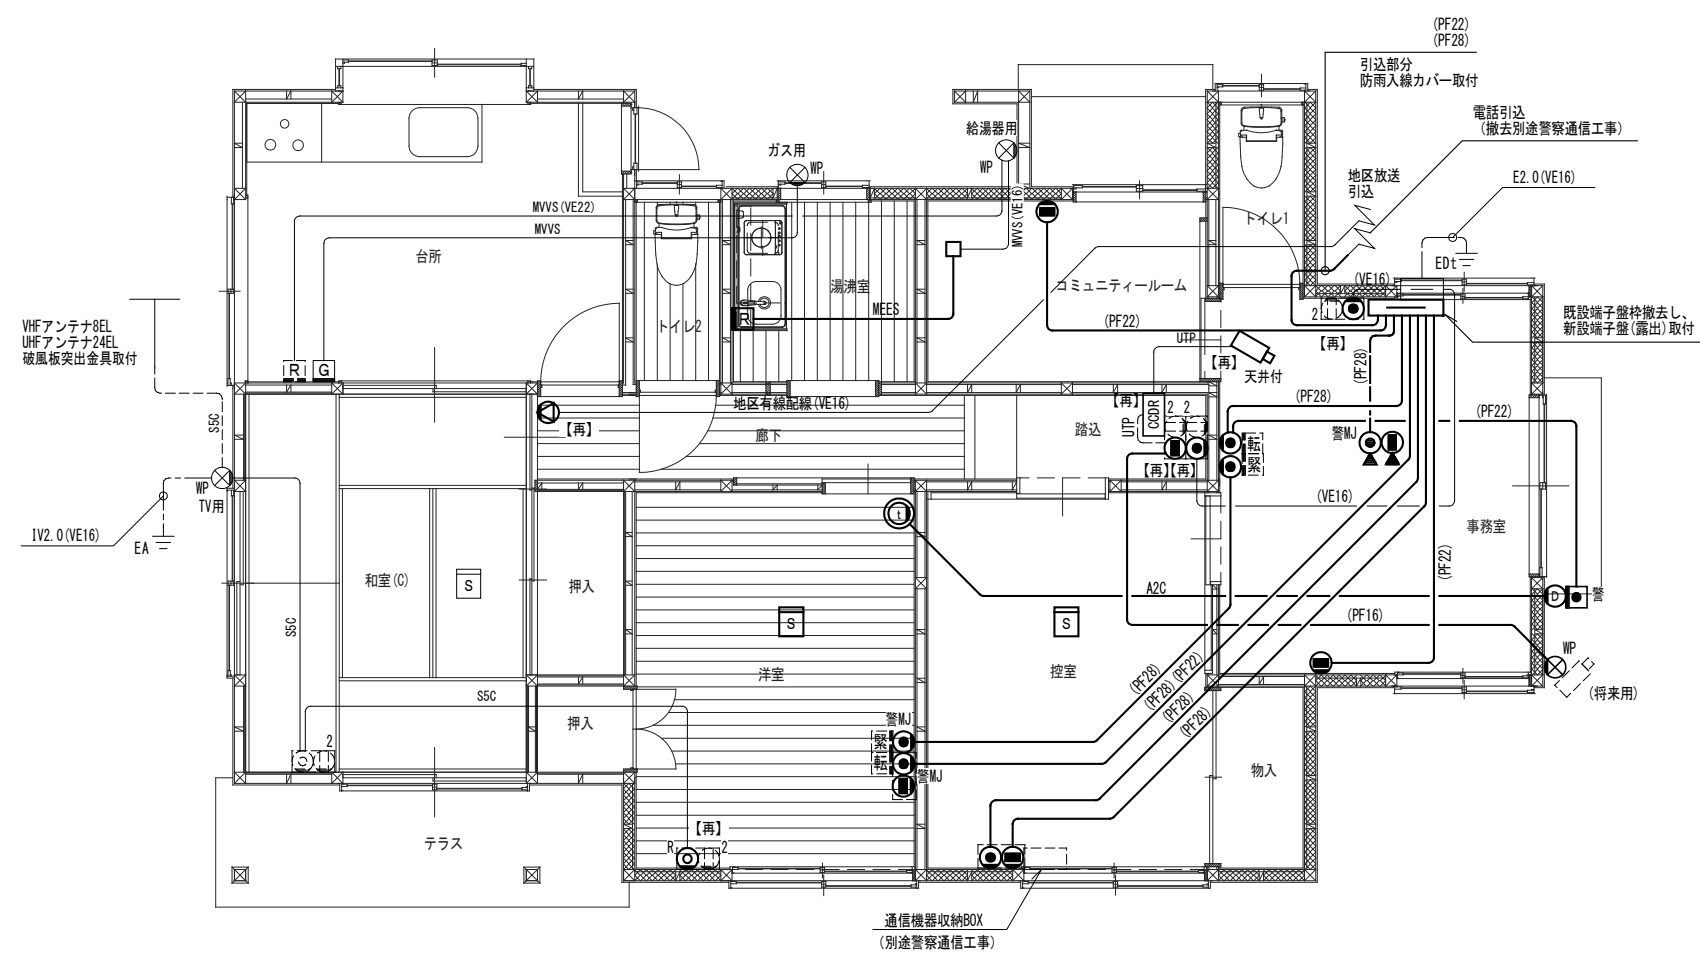 (PF22)
(PF28)
引込部分
防雨入線カバー取付
電話引込
(撤去別途警察通信工事)
給湯器用
WP
ガス用
WP
地区放送
引込
E2.0(VE16)
MVVS(VE22)
MVVS
MVVS(VE16)
トイレ1
EDt
(VE16)
台所
湯沸室
コミュニティールーム
トイレ2
R
MEES
(PF22)
2
既設端子盤枠撤去し、
新設端子盤(露出)取付
【再】
UTP
【再】
天井付
(PF28)
VHFアンテナ8EL
UHFアンテナ24EL
破風板突出金具取付
R
G
S5C
地区有線配線(VE16)
【再】
廊下
踏込
【再】
CCDR
UTP
2
2
【再】
【再】
(PF28)
(PF22)
警MJ
転
緊
WP
TV用
IV2.0(VE16)
EA
(VE16)
事務室
t
和室(C)
S
押入
S5C
S
洋室
S
控室
A2C
(PF22)
D
警
(PF16)
WP
(将来用)
(PF28)
(PF28)
(PF22)
(PF28)
(PF28)
S5C
押入
2
警MJ
緊
転
警MJ
物入
テラス
【再】
R
2
通信機器収納BOX
(別途警察通信工事)